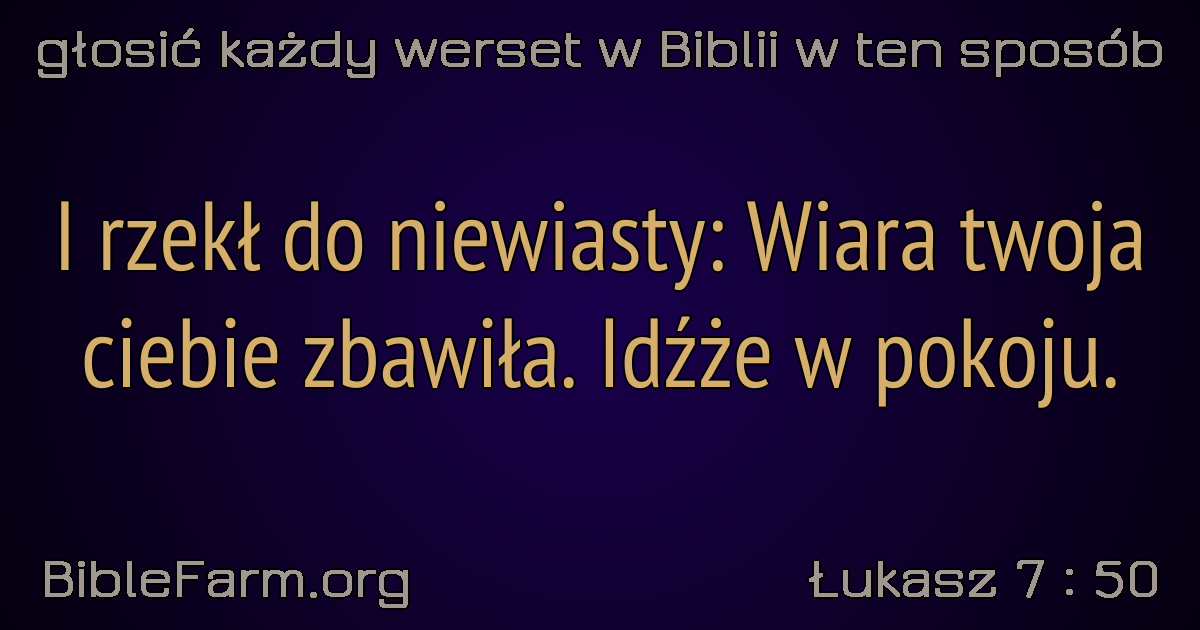 głosić każdy werset w Biblii w ten sposób
I rzekł do niewiasty: Wiara twoja
ciebie zbawiła. Idźże w pokoju.
BibleFarm.org
Łukasz 7 : 50